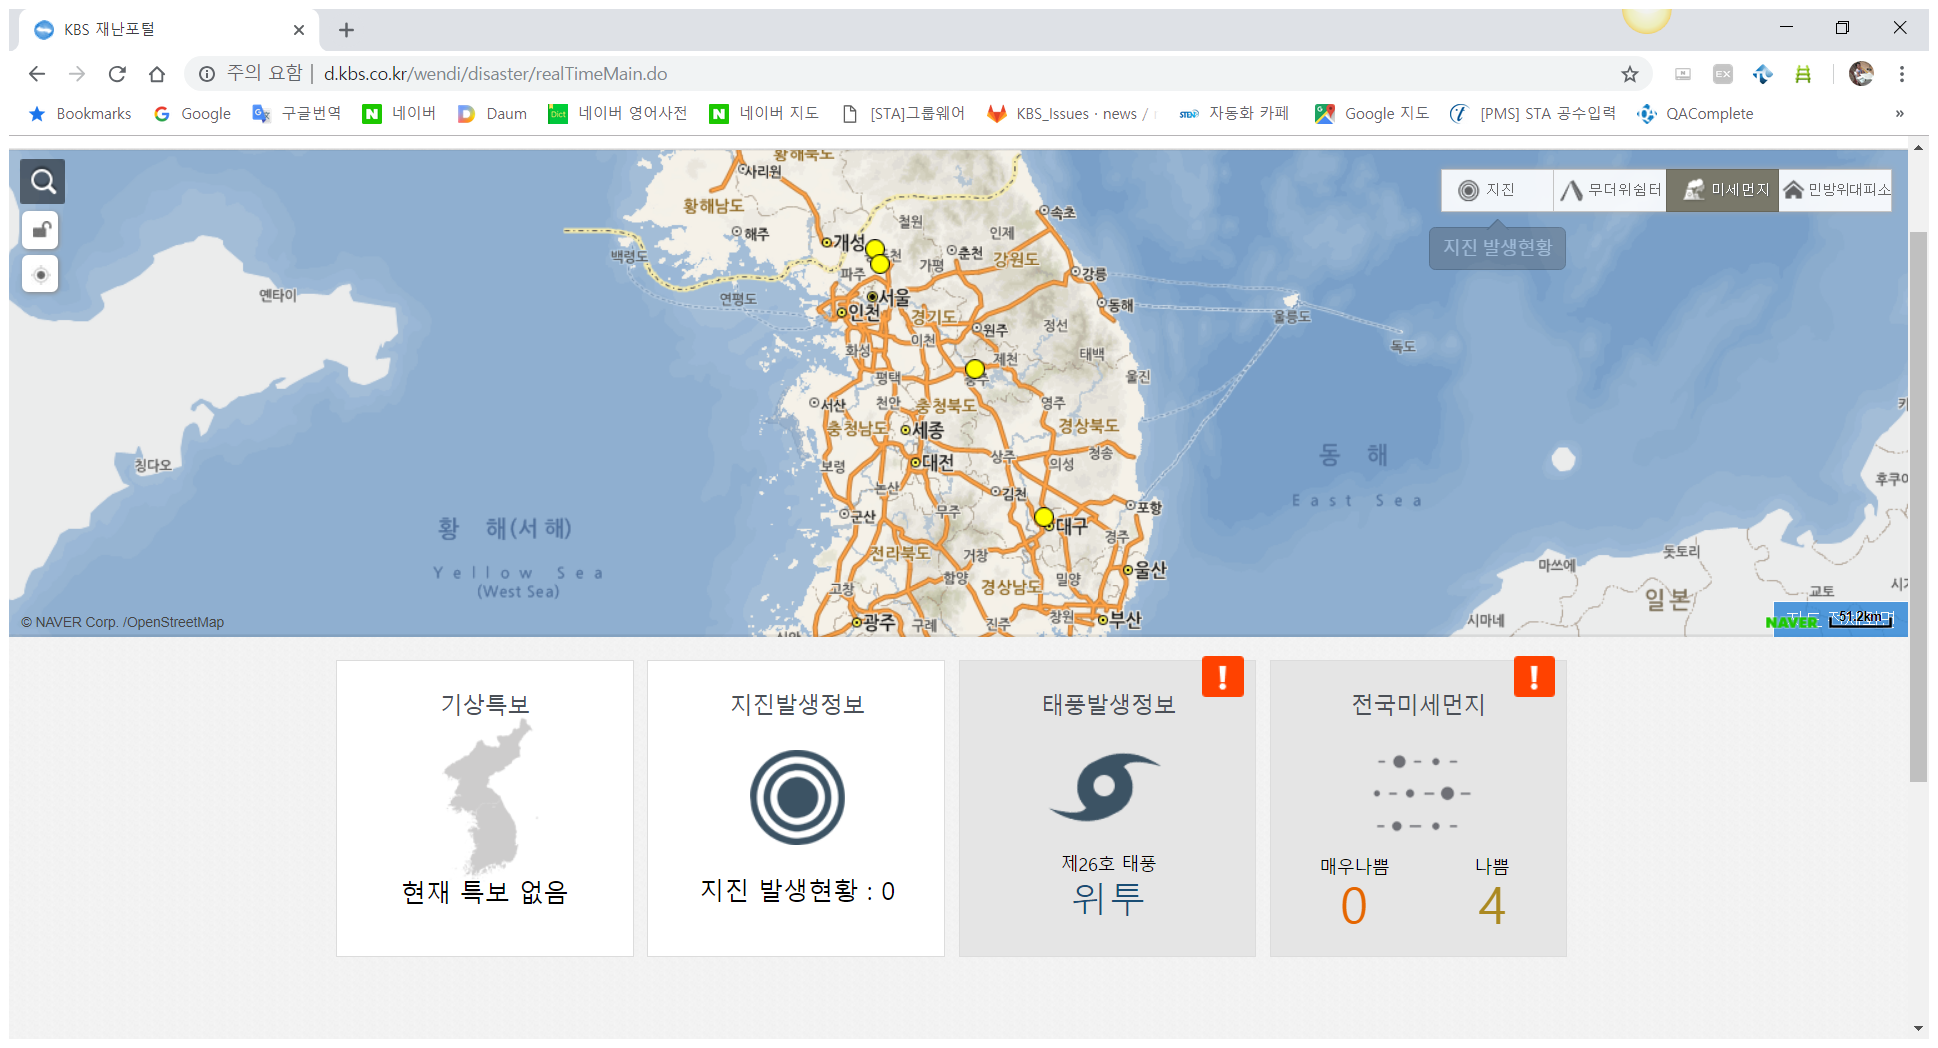 KBS 재난포털
주의 요함 | d.kbs.co.kr/wendi/disaster/realTimeMain.do
EX
Bookmarks
Google
구글번역
네이버
Daum
네이버 영어사전
네이버 지도
[STA]그룹웨어
KBS_Issues · news /
자동화 카페
Google 지도
[PMS] STA 공수입력
QAComplete
»
지진
무더위쉼터
미세먼지
민방위대피소
지진 발생현황
황해북도
사리원
황해남도
해주
개성
철원
속초
인제
백령도
춘천
강원도
파주
가평
강릉
옌타이
연평도
서울
동해
인천
경기도
원주
정선
울릉도
이천
독도
화성
제천
태백
평택
충주
울진
서산
천안
충청북도
영주
충청남도
세종
경상북도
동 해
청송
상주
의성
보령
대전
칭다오
논산
김천
후쿠이
East Sea
포항
군산
무주
황 해(서해)
대구
경주
전라북도
거창
돗토리
마쓰에
Yellow Sea
(West Sea)
함양
밀양
울산
고창
경상남도
교토
일본
창원
부산
광주
구례
진주
시마네
© NAVER Corp. /OpenStreetMap
NAVER
51.2km
기상특보
현재 특보 없음
지진발생정보
지진 발생현황 : 0
!
태풍발생정보
제26호 태풍
위투
!
전국미세먼지
매우나쁨
나쁨
0
4